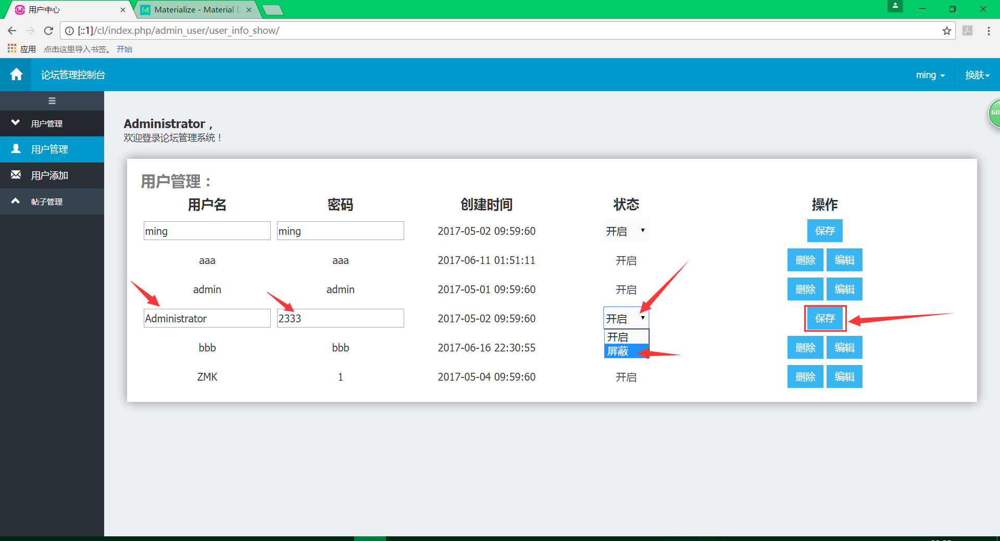 用户中心
Materialize - Material D
[::1]/cl/index.php/admin_user/user_info_show/
应用 点击这里导入书签。 开始
论坛管理控制台 ming 换肤
用户管理
用户管理
用户添加
帖子管理
60
Administrator，
欢迎登录论坛管理系统！
用户管理：
用户名 密码 创建时间 状态 操作
ming ming 2017-05-02 09:59:60 开启 保存
aaa aaa 2017-06-11 01:51:11 开启 删除 编辑
admin admin 2017-05-01 09:59:60 开启 删除 编辑
Administrator 2333 2017-05-02 09:59:60 开启 保存
开启
屏蔽
bbb bbb 2017-06-16 22:30:55 删除 编辑
ZMK 1 2017-05-04 09:59:60 开启 删除 编辑